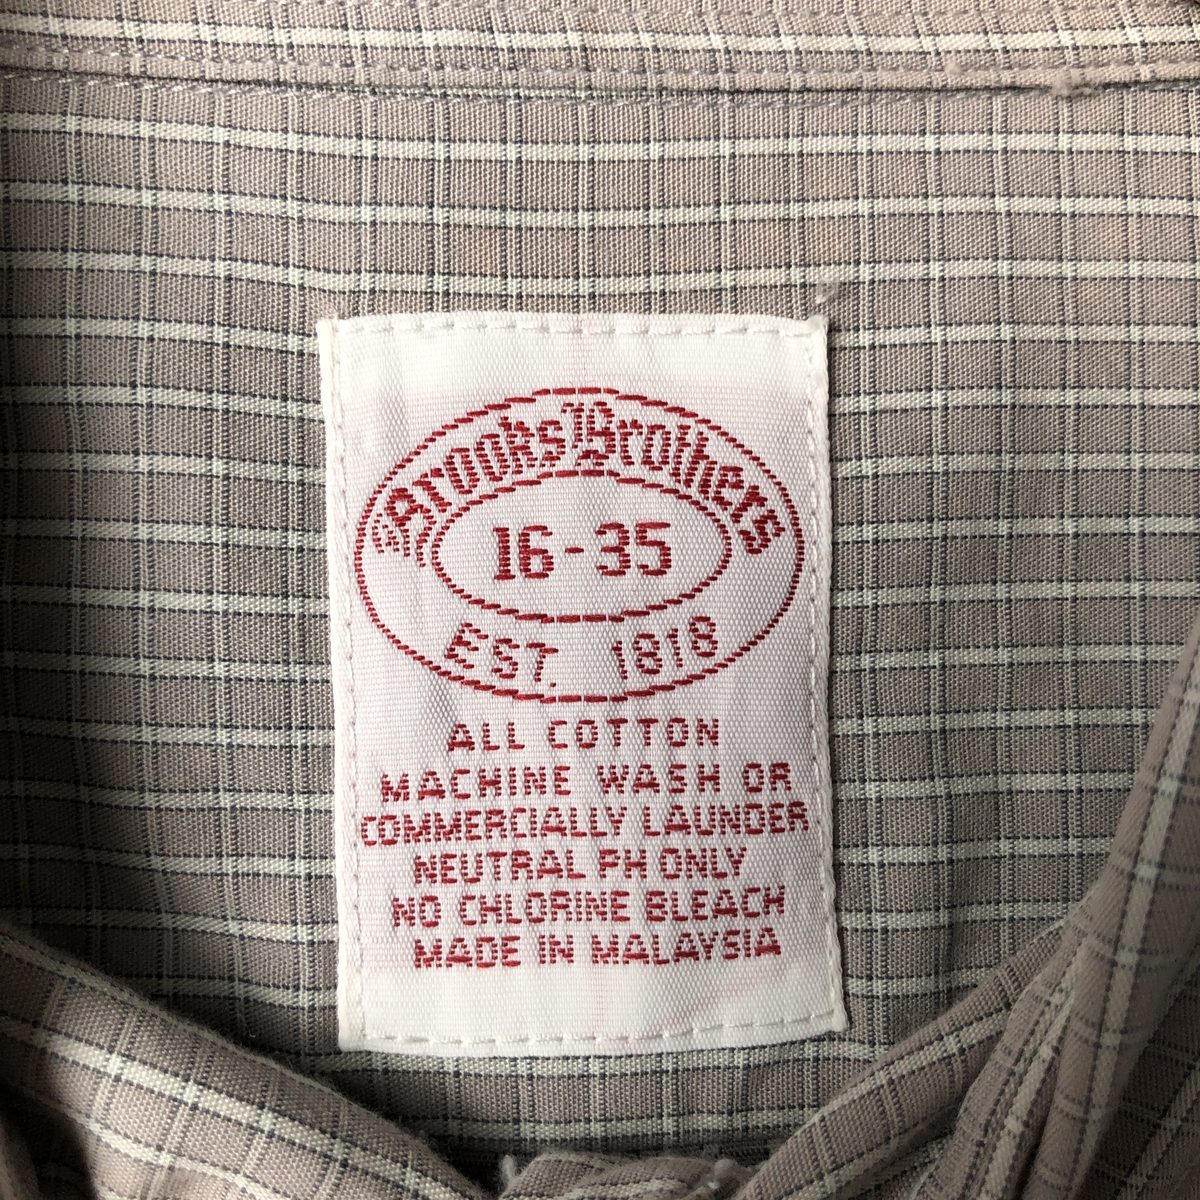 Brooks Brothers
16-35
EST. 1818
ALL COTTON
MACHINE WASH OR
COMMERCIALLY LAUNDER
NEUTRAL PH ONLY
NO CHLORINE BLEACH
MADE IN MALAYSIA